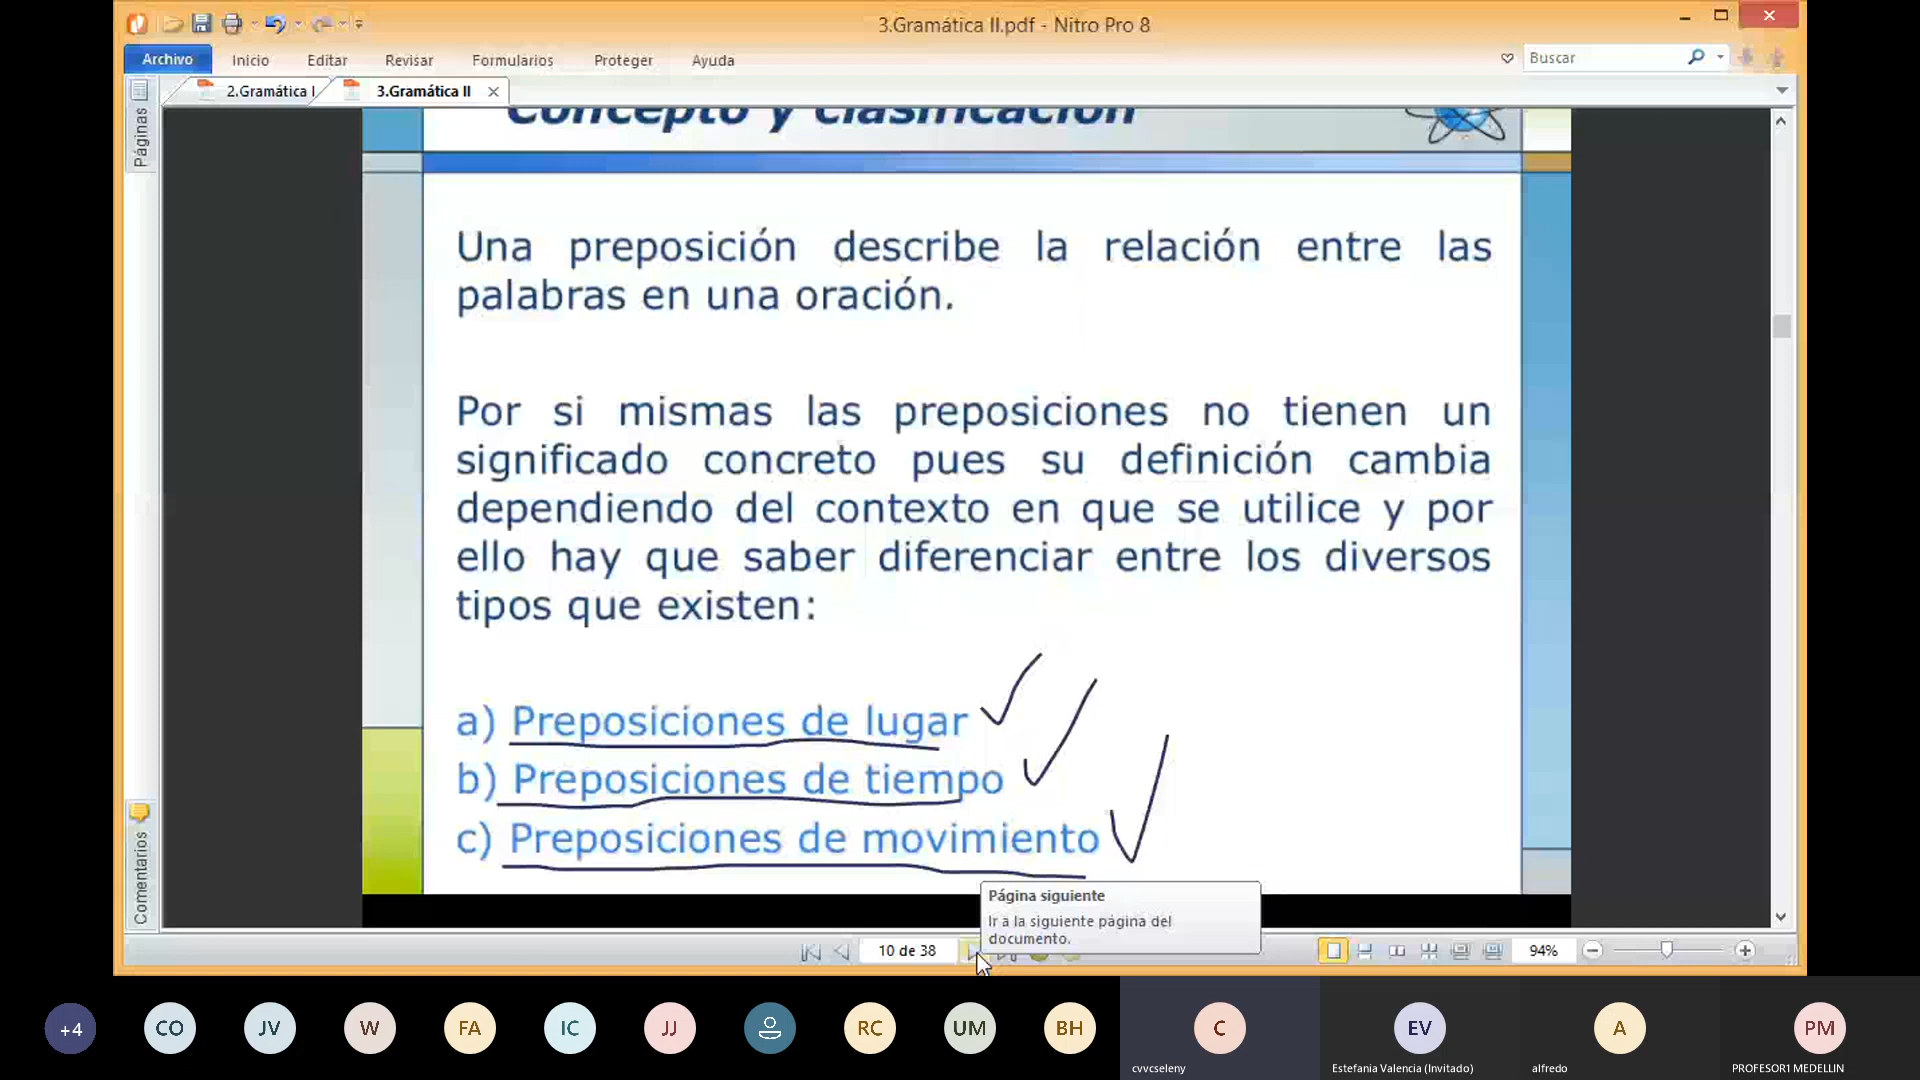 3.Gramática II.pdf - Nitro Pro 8
Archivo Inicio Editar Revisar Formularios Proteger Ayuda Buscar
2.Gramática I 3.Gramática II
Páginas
Concepto y clasificación
Una preposición describe la relación entre las
palabras en una oración.
Por si mismas las preposiciones no tienen un
significado concreto pues su definición cambia
dependiendo del contexto en que se utilice y por
ello hay que saber diferenciar entre los diversos
tipos que existen:
a) Preposiciones de lugar
b) Preposiciones de tiempo
c) Preposiciones de movimiento
Comentarios
Página siguiente
Ir a la siguiente página del
documento.
10 de 38 94%
+4 CO JV W FA IC JJ RC UM BH C EV A PM
cvvcseleny Estefania Valencia (Invitado) alfredo PROFESOR1 MEDELLIN